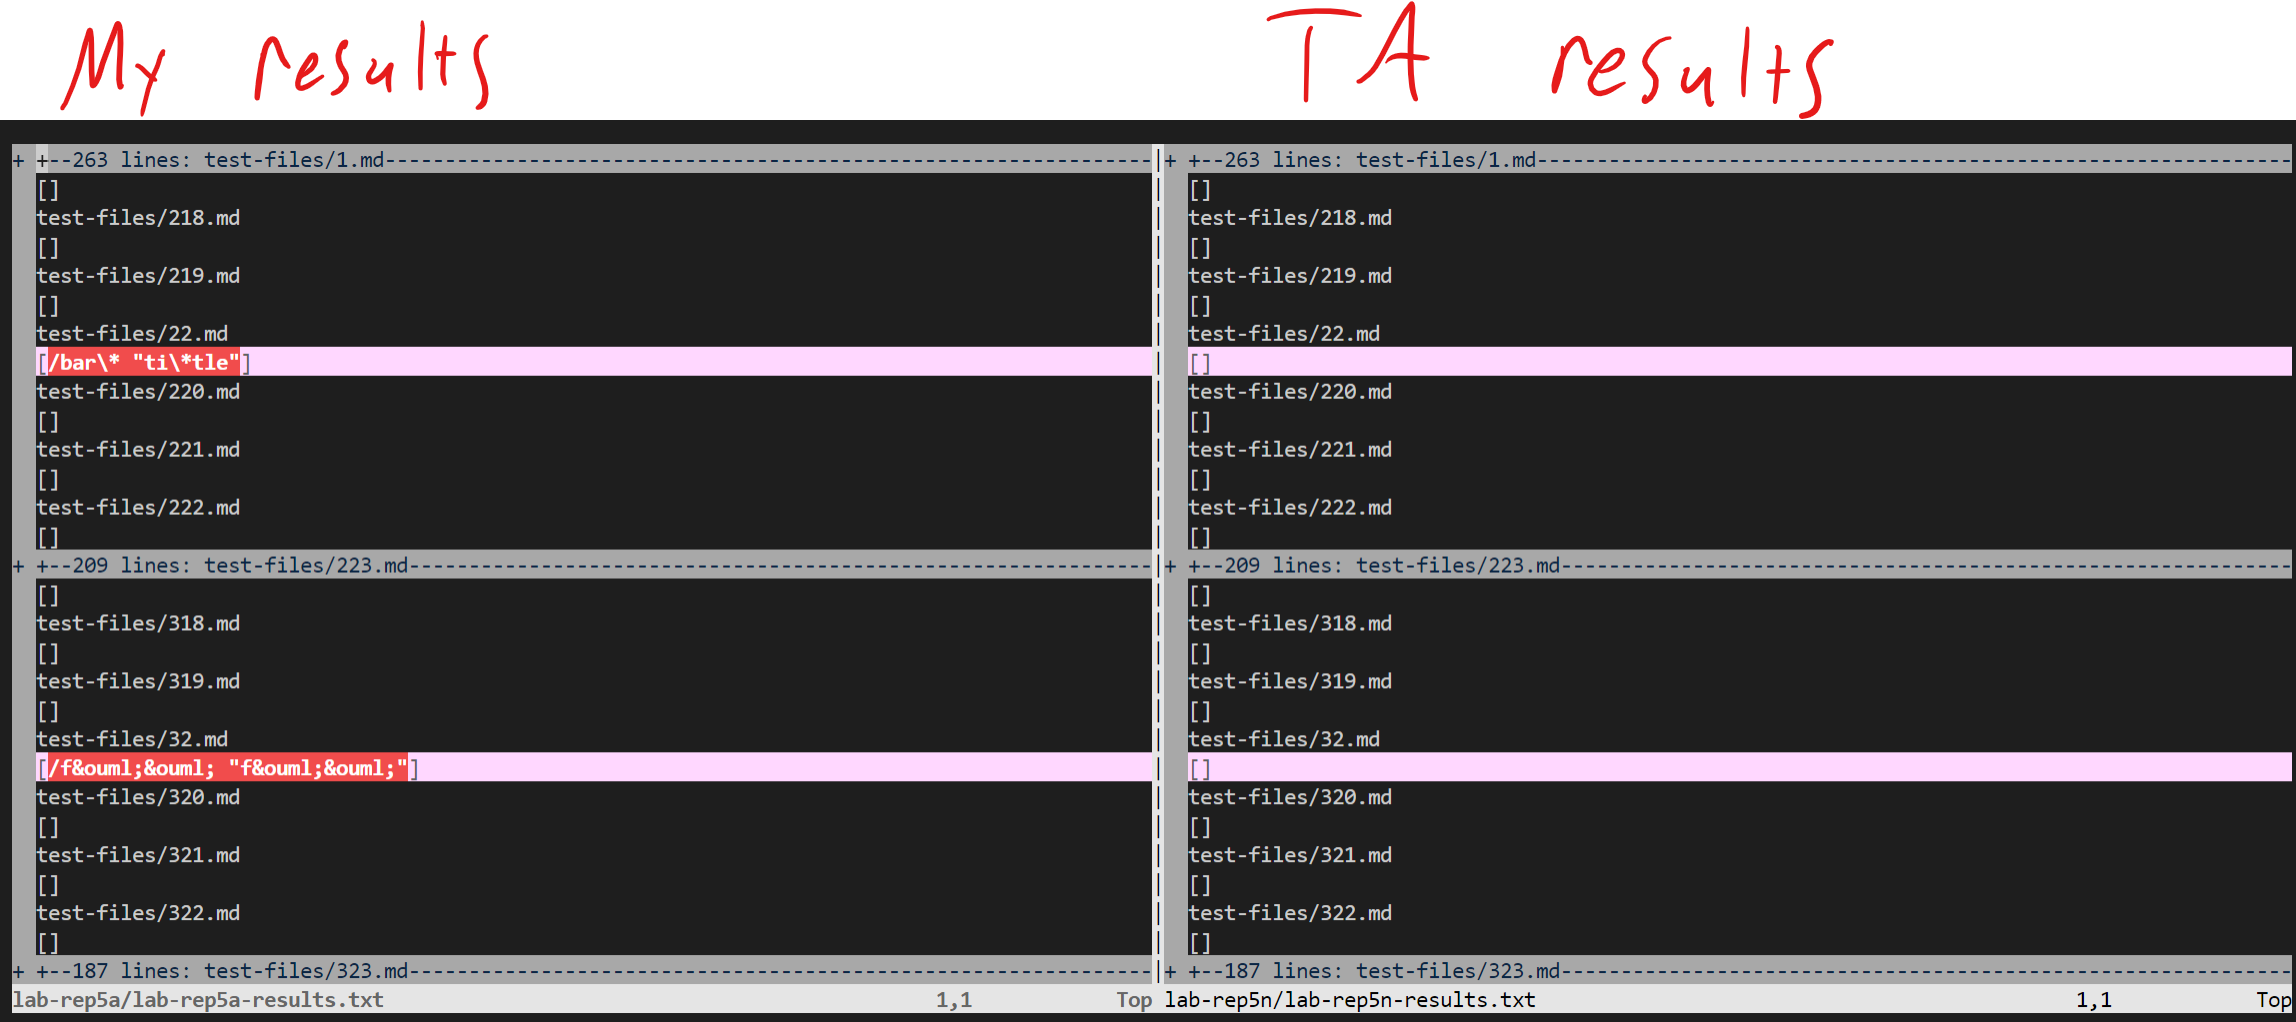 My results
TA results
+ +--263 lines: test-files/1.md----------------------------------------------------------------
[]
test-files/218.md
[]
test-files/219.md
[]
test-files/22.md
[/bar\* "ti\*tle"]
test-files/220.md
[]
test-files/221.md
[]
test-files/222.md
[]
+ +--209 lines: test-files/223.md--------------------------------------------------------------
[]
test-files/318.md
[]
test-files/319.md
[]
test-files/32.md
[/f&ouml;&ouml; "f&ouml;&ouml;"]
test-files/320.md
[]
test-files/321.md
[]
test-files/322.md
[]
+ +--187 lines: test-files/323.md--------------------------------------------------------------
lab-rep5a/lab-rep5a-results.txt 1,1 Top
+ +--263 lines: test-files/1.md---------------------------------------------------------------
[]
test-files/218.md
[]
test-files/219.md
[]
test-files/22.md
[]
test-files/220.md
[]
test-files/221.md
[]
test-files/222.md
[]
+ +--209 lines: test-files/223.md-------------------------------------------------------------
[]
test-files/318.md
[]
test-files/319.md
[]
test-files/32.md
[]
test-files/320.md
[]
test-files/321.md
[]
test-files/322.md
[]
+ +--187 lines: test-files/323.md-------------------------------------------------------------
lab-rep5n/lab-rep5n-results.txt 1,1 Top